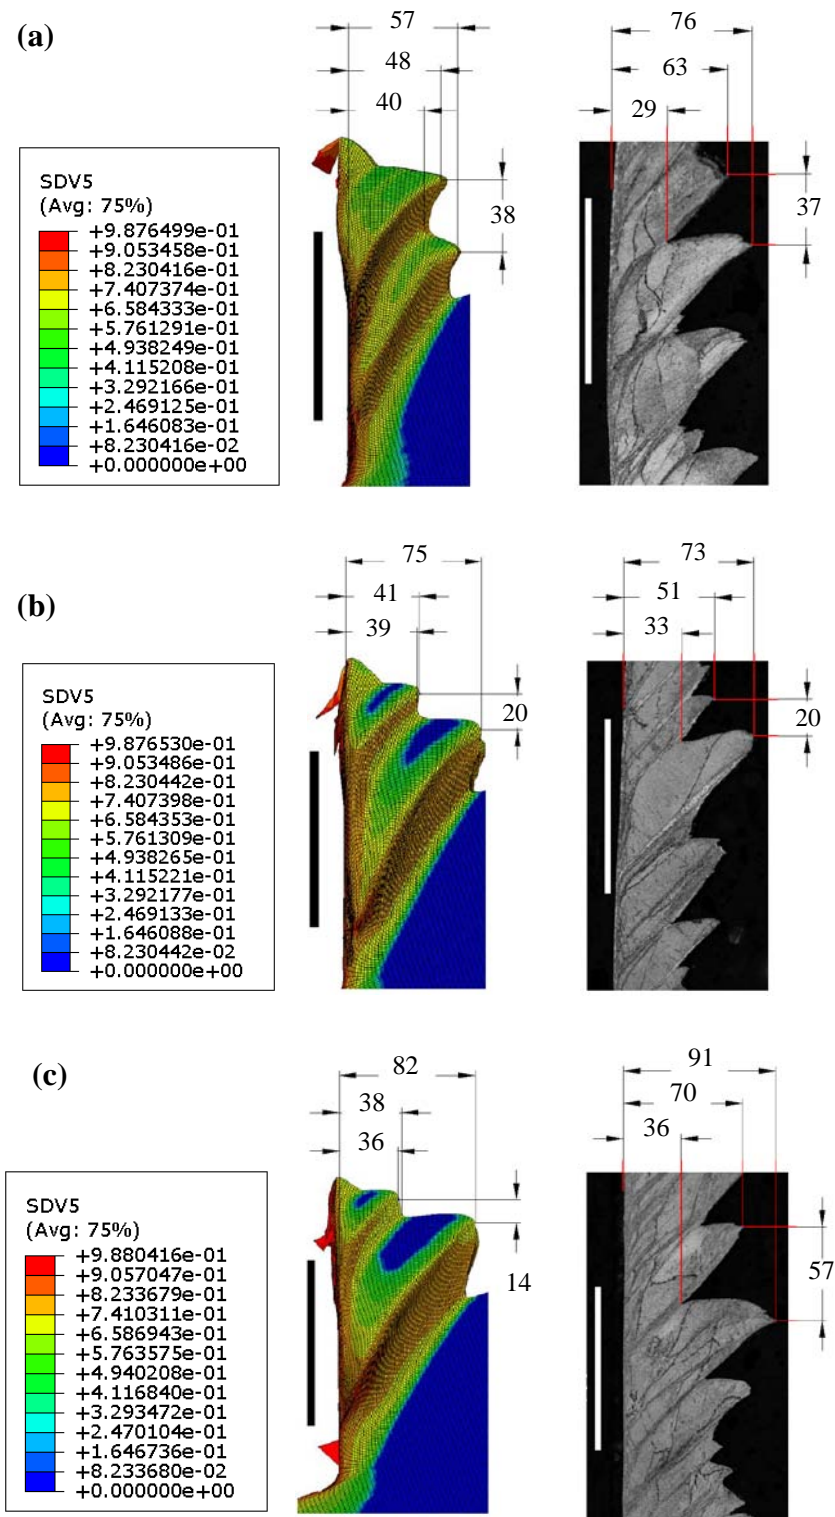 (a)
57
48
40
38
76
63
29
37
SDV5
(Avg: 75%)
+9.876499e-01
+9.053458e-01
+8.230416e-01
+7.407374e-01
+6.584333e-01
+5.761291e-01
+4.938249e-01
+4.115208e-01
+3.292166e-01
+2.469125e-01
+1.646083e-01
+8.230416e-02
+0.000000e+00
(b)
75
41
39
20
73
51
33
20
SDV5
(Avg: 75%)
+9.876530e-01
+9.053486e-01
+8.230442e-01
+7.407398e-01
+6.584353e-01
+5.761309e-01
+4.938265e-01
+4.115221e-01
+3.292177e-01
+2.469133e-01
+1.646088e-01
+8.230442e-02
+0.000000e+00
(c)
82
38
36
14
91
70
36
57
SDV5
(Avg: 75%)
+9.880416e-01
+9.057047e-01
+8.233679e-01
+7.410311e-01
+6.586943e-01
+5.763575e-01
+4.940208e-01
+4.116840e-01
+3.293472e-01
+2.470104e-01
+1.646736e-01
+8.233680e-02
+0.000000e+00